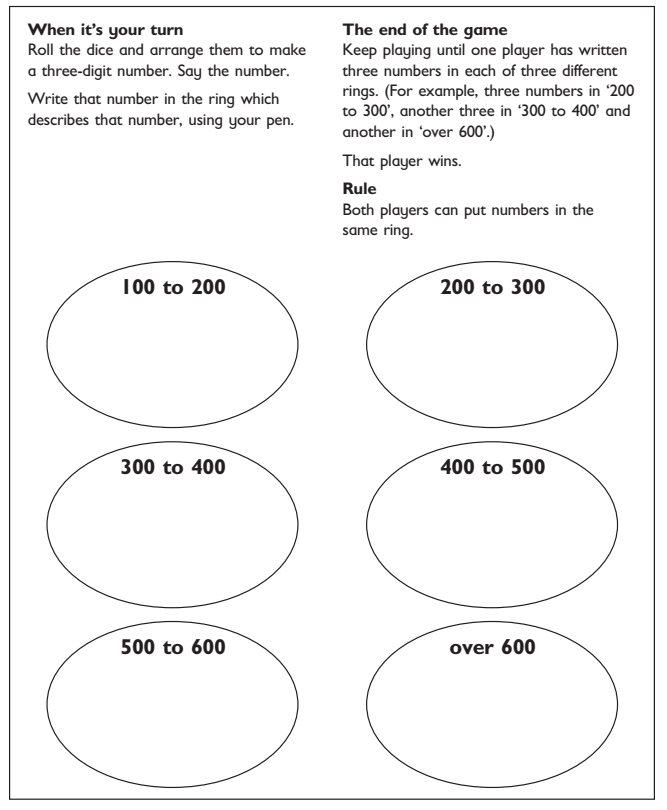 When it's your turn
Roll the dice and arrange them to make
a three-digit number. Say the number.
Write that number in the ring which
describes that number, using your pen.
The end of the game
Keep playing until one player has written
three numbers in each of three different
rings. (For example, three numbers in ‘200
to 300’, another three in ‘300 to 400’ and
another in ‘over 600’.)
That player wins.
Rule
Both players can put numbers in the
same ring.
100 to 200
200 to 300
300 to 400
400 to 500
500 to 600
over 600